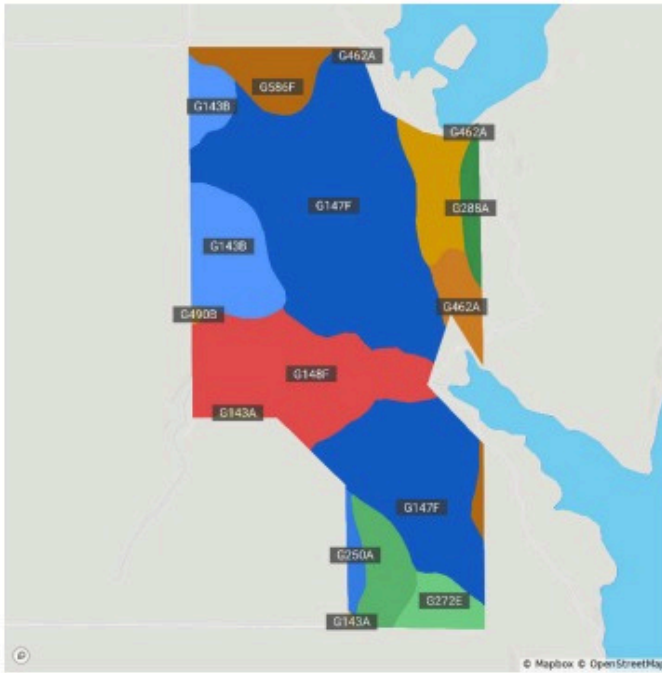 G462A
G586F
G143B
G462A
G147F
G288A
G143B
G462A
G490B
G148F
G143A
G147F
G250A
G272E
G143A
© Mapbox © OpenStreetMap